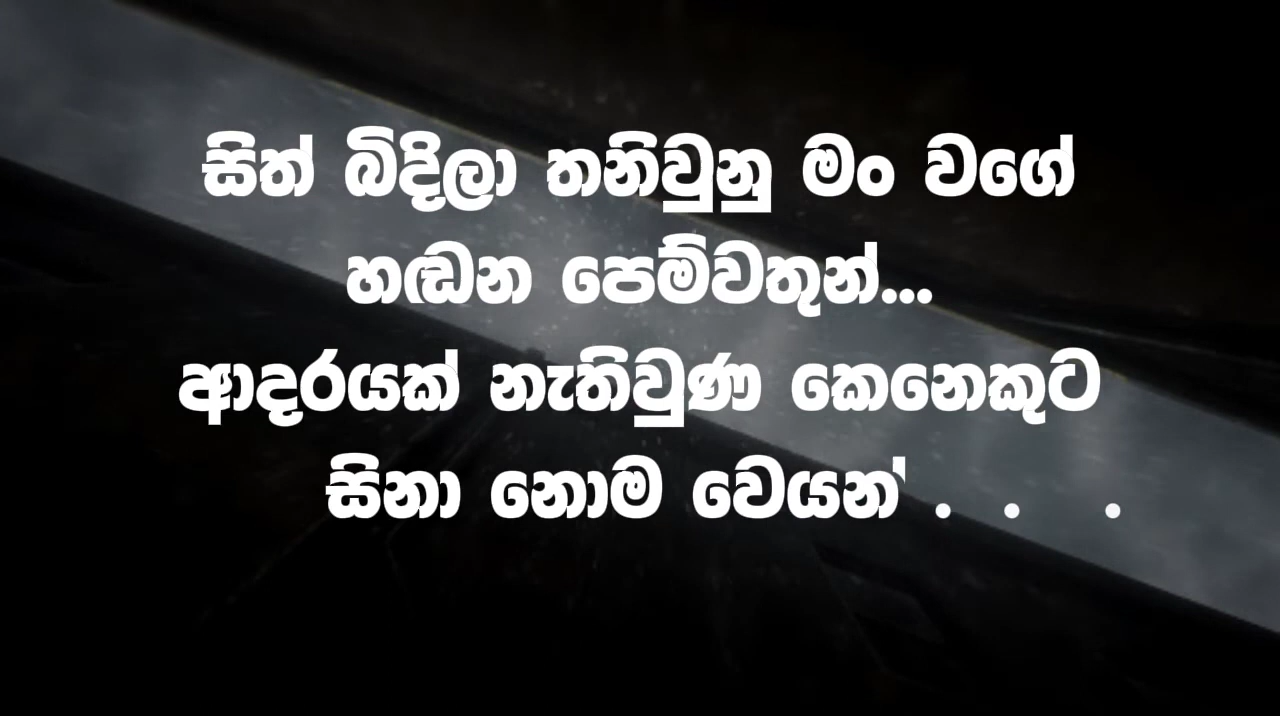 සිත් බිදිලා තනිවුනු මං වගේ
හඬන පෙම්වතුන්...
ආදරයක් නැතිවුණ කෙනෙකුට
සිනා නොම වෙයන් . . .